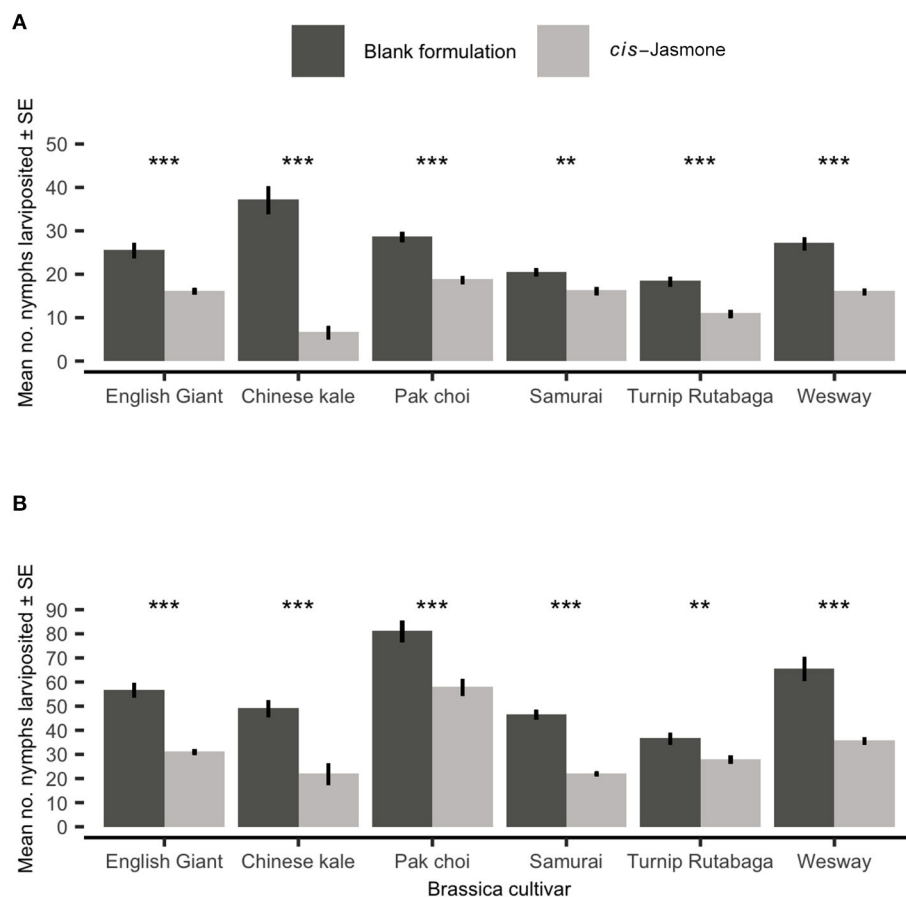 A
Blank formulation
cis-Jasmone
Mean no. nymphs larviposited ± SE
50
40
30
20
10
0
*** *** *** ** *** ***
English Giant Chinese kale Pak choi Samurai Turnip Rutabaga Wesway
B
Mean no. nymphs larviposited ± SE
90
80
70
60
50
40
30
20
10
0
*** *** *** *** ** ***
English Giant Chinese kale Pak choi Samurai Turnip Rutabaga Wesway
Brassica cultivar